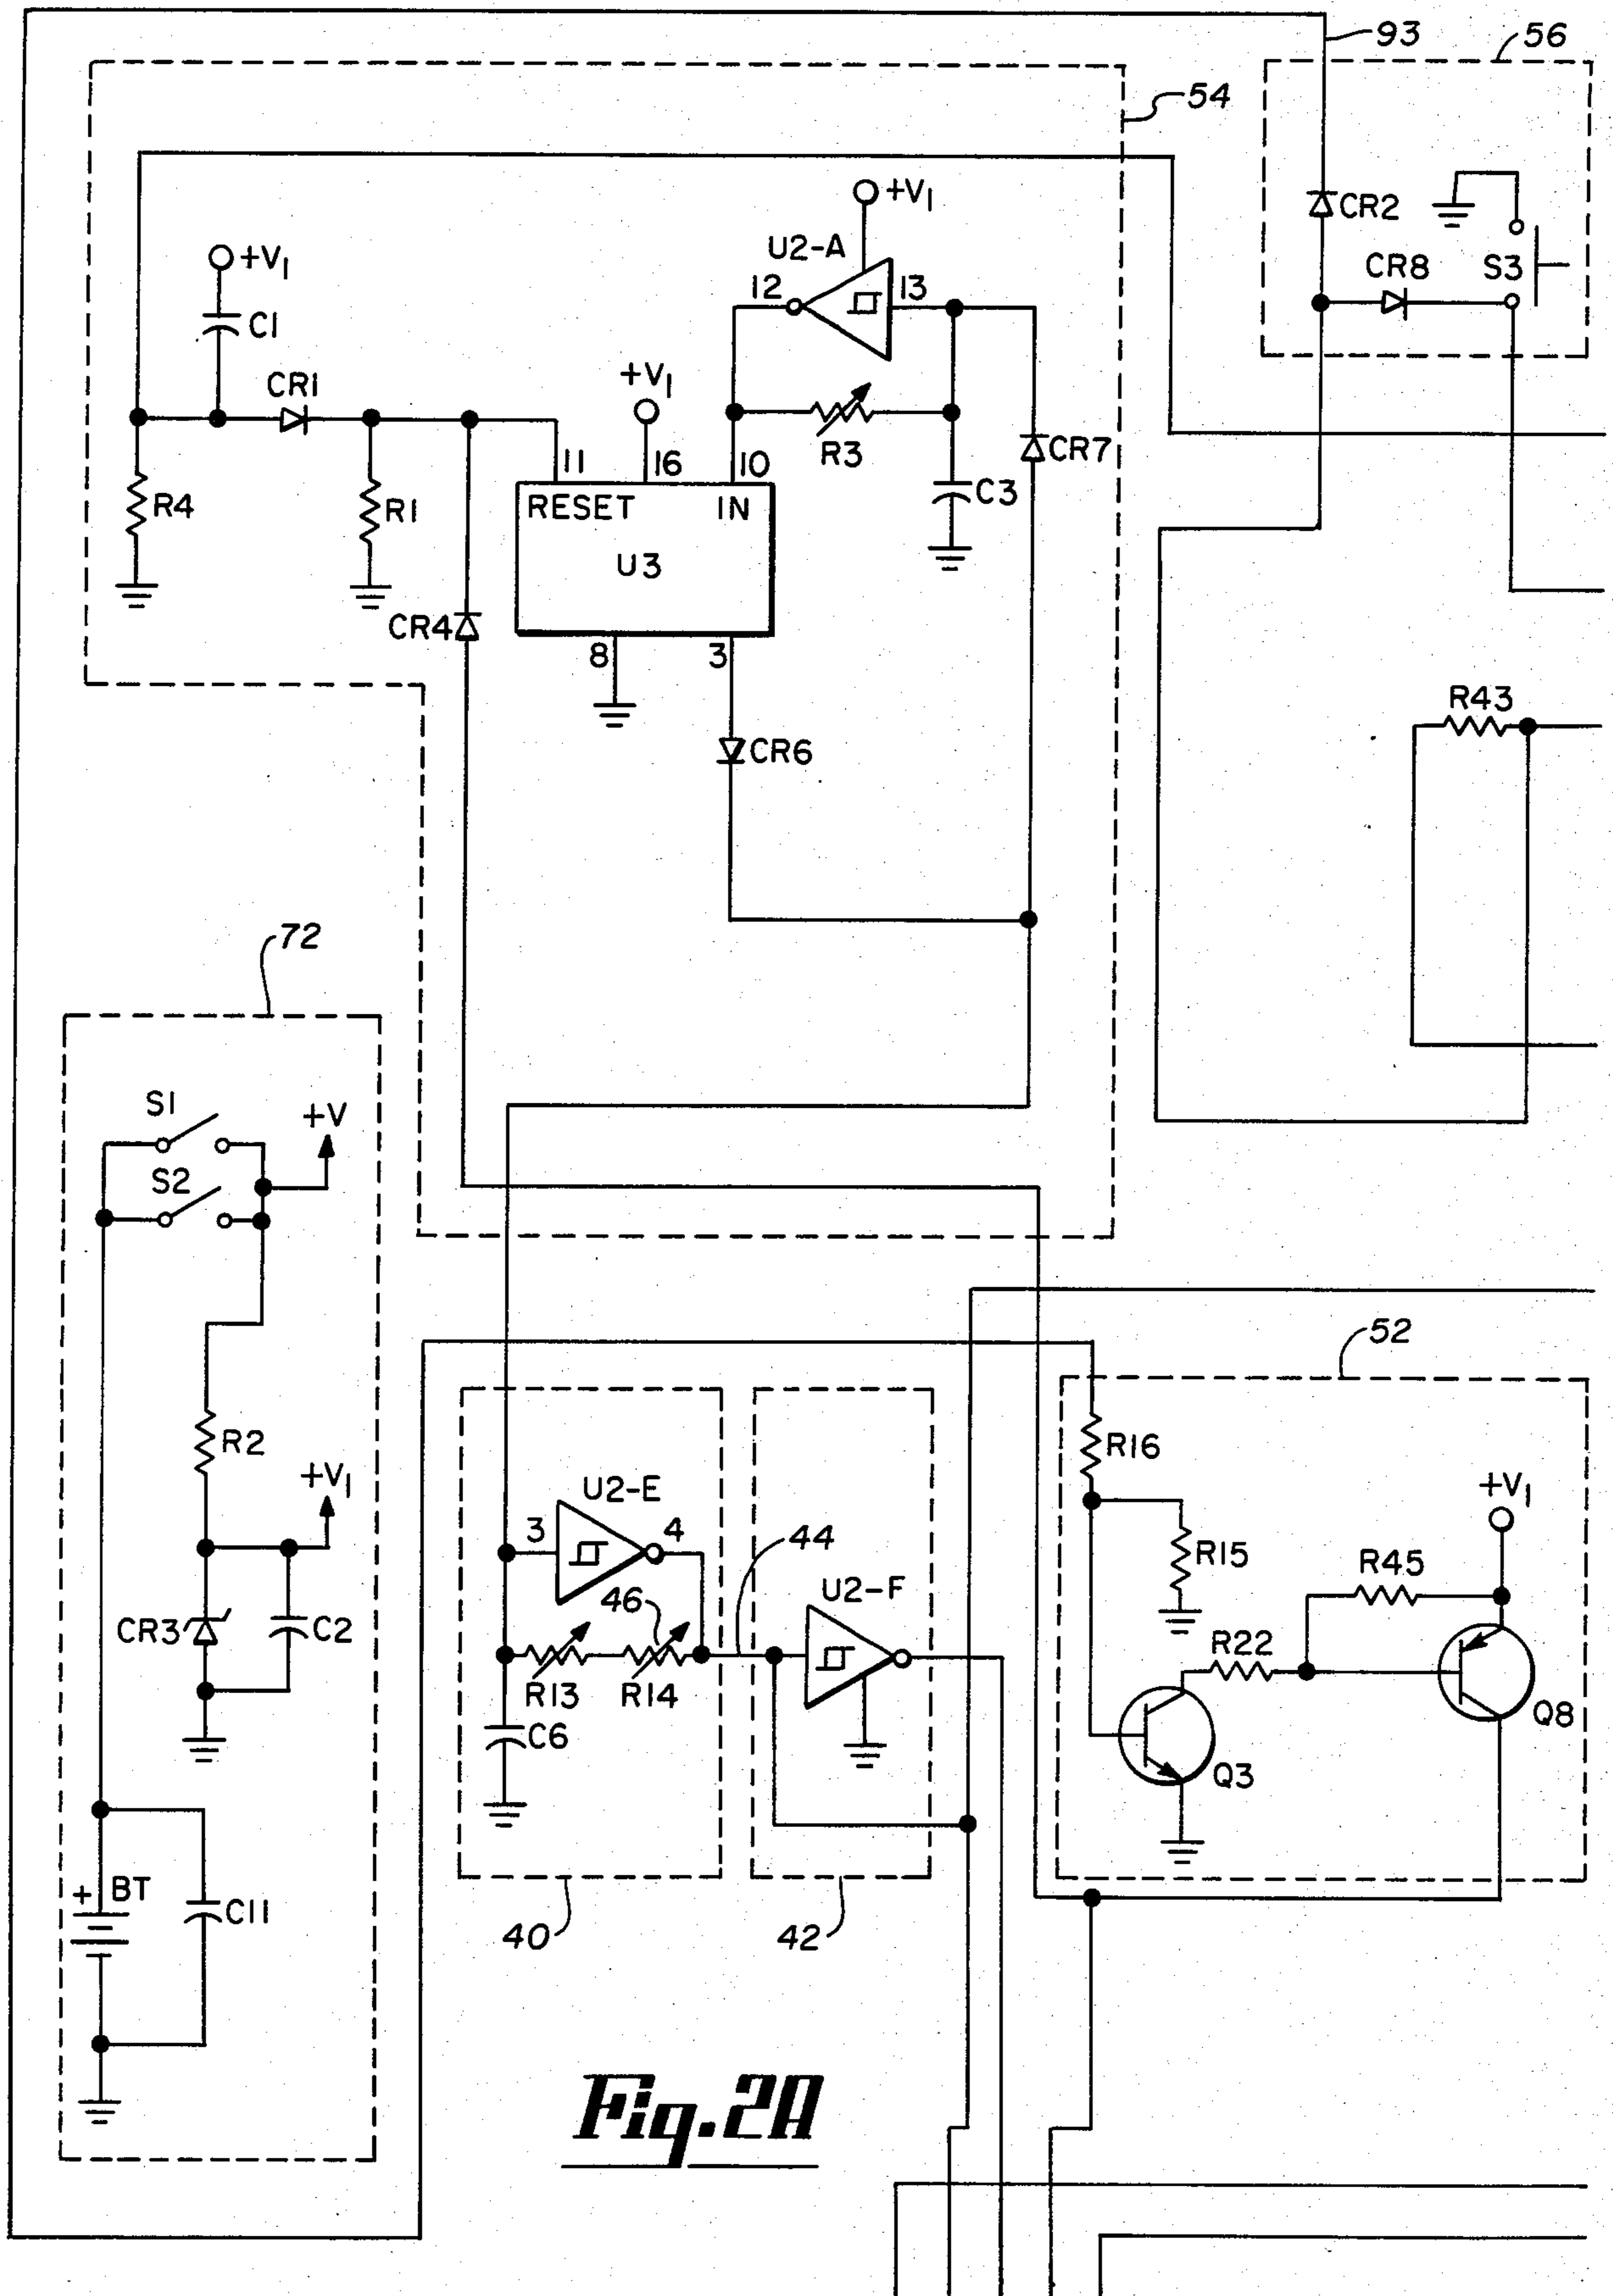 93
56
54
+V1
U2-A
12
13
CR2
CR8
S3
+V1
C1
CR1
+V1
R3
CR7
11
16
10
C3
R4
R1
RESET
IN
U3
CR4
8
3
CR6
R43
72
S1
+V
S2
52
R2
R16
+V1
+V1
U2-E
3
4
44
R15
R45
U2-F
46
CR3
C2
R22
R13
R14
C6
Q8
Q3
+
BT
C11
40
42
Fig.2A